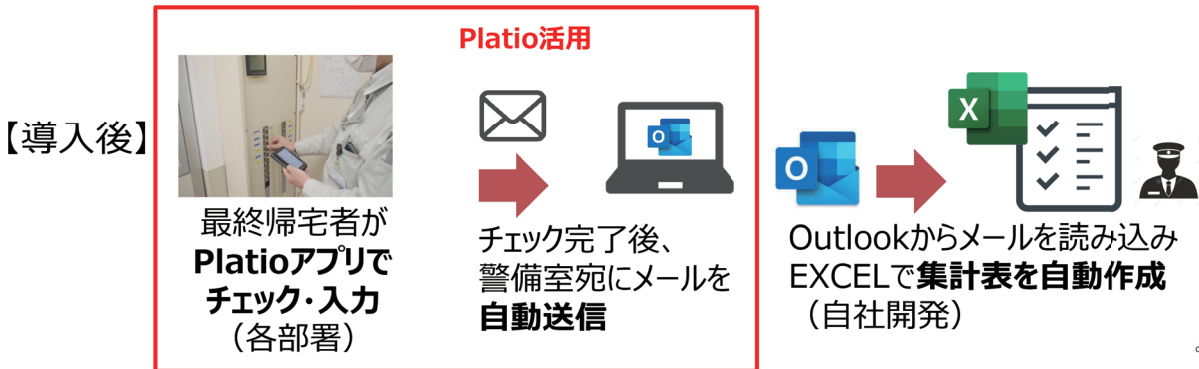 Platio活用
【導入後】
最終帰宅者が
Platioアプリで
チェック・入力
（各部署）
チェック完了後、
警備室宛にメールを
自動送信
Outlookからメールを読み込み
EXCELで集計表を自動作成
（自社開発）